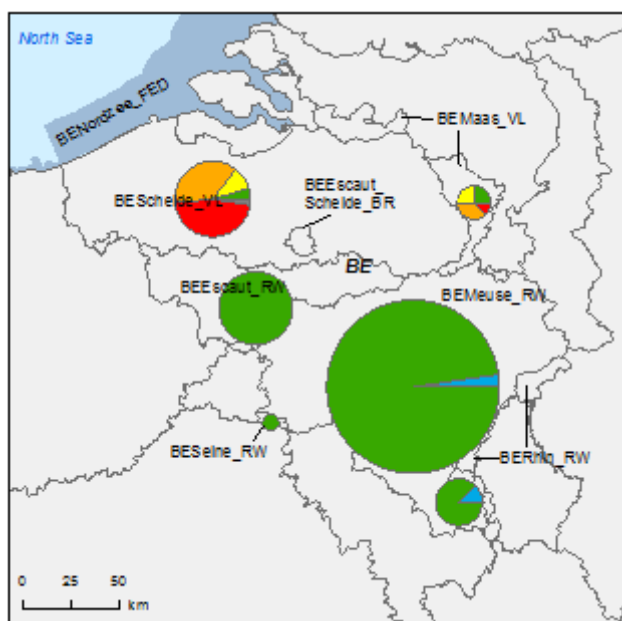 North Sea
BENordzee_FED
BEMaas_VL
BESchelde_VL
BEEscaut_
Schelde_BR
BE
BEEscaut_RW
BEMeuse_RW
BESeine_RW
BERhin_RW
0 25 50
km